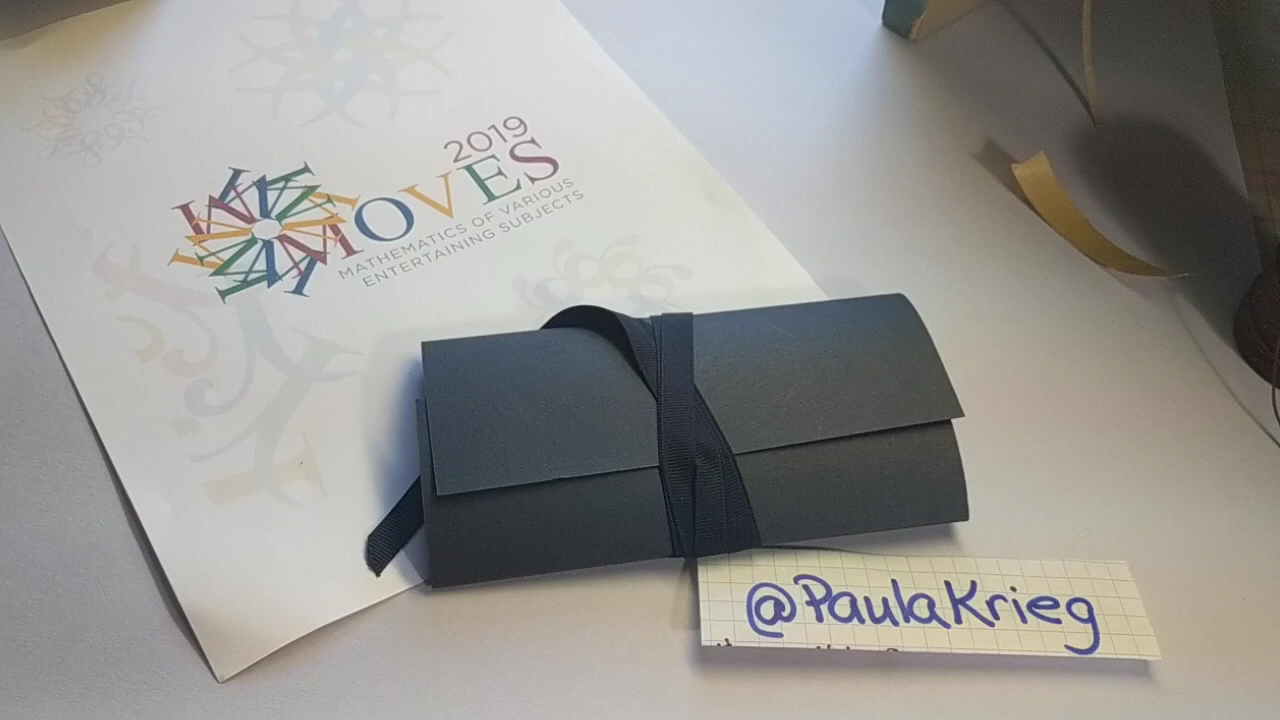 2019
MOVES
MATHEMATICS OF VARIOUS
ENTERTAINING SUBJECTS
@PaulaKrieg